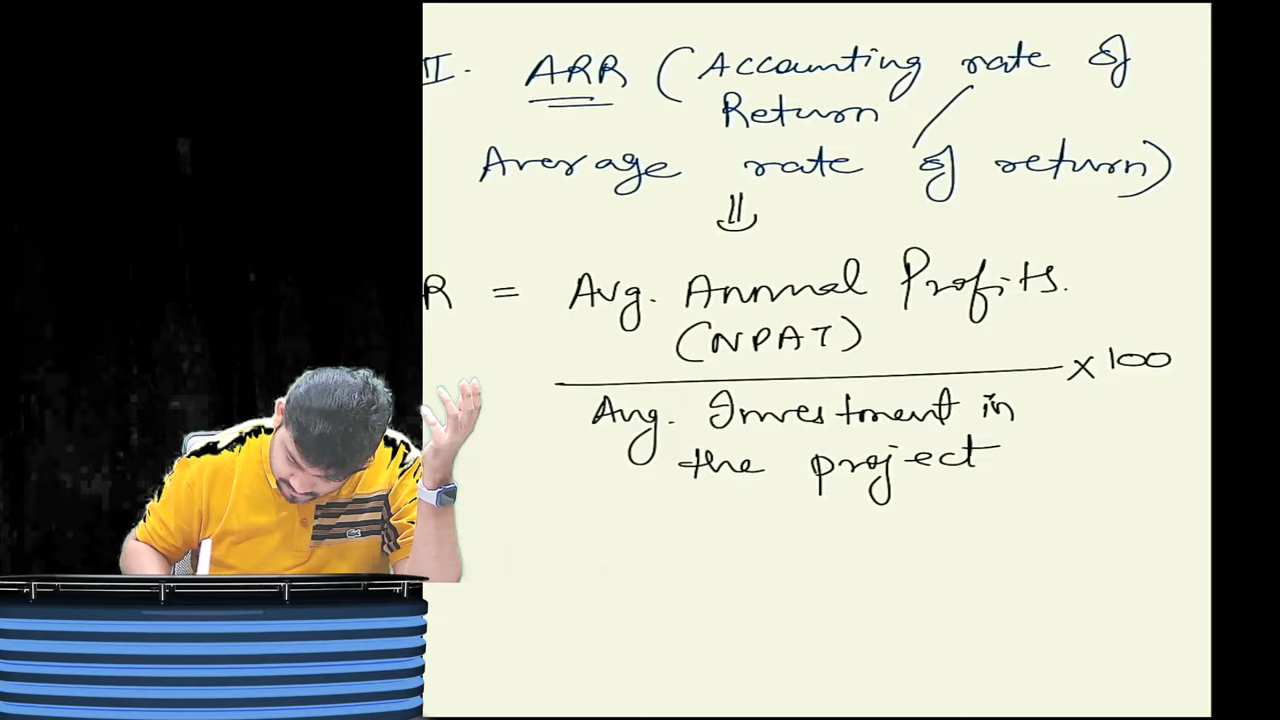 II. ARR (Accounting rate of
Return /
Average rate of return)
R = Avg. Annual Profits.
(NPAT)
× 100
Avg. Investment in
the project